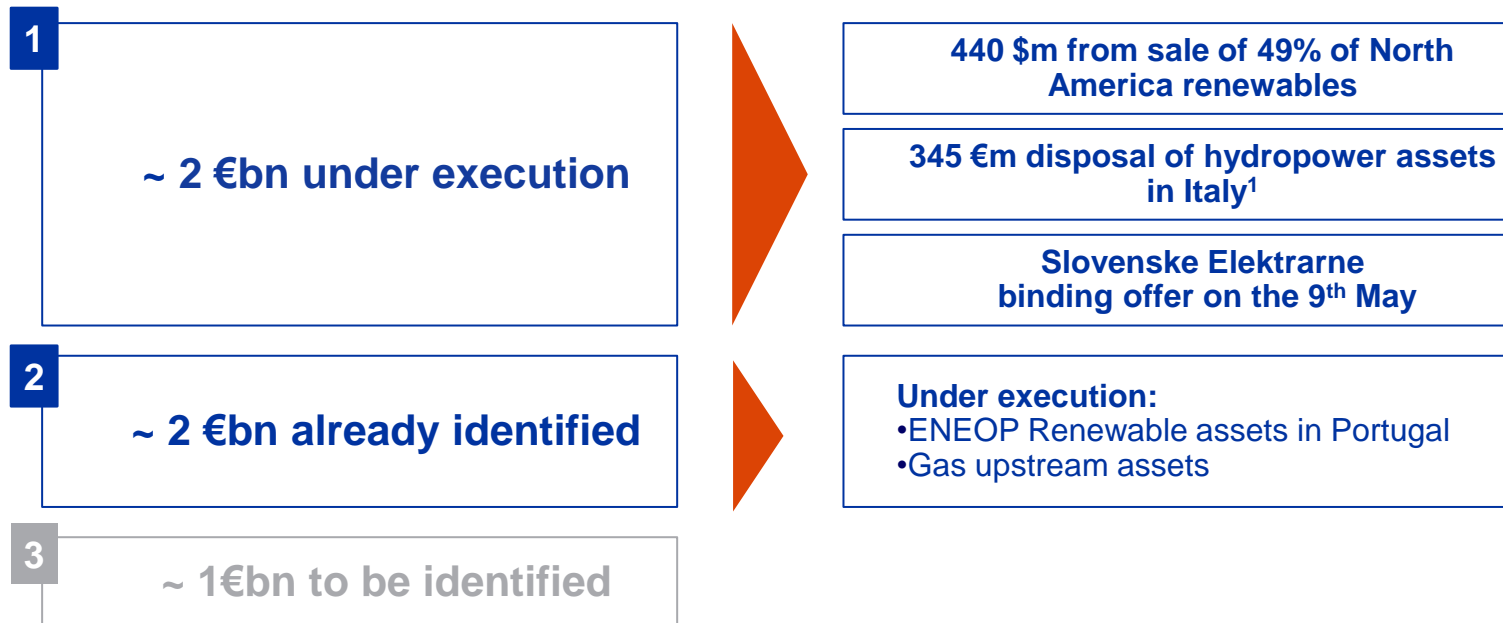 1
~ 2 €bn under execution
440 $m from sale of 49% of North
America renewables
345 €m disposal of hydropower assets
in Italy1
Slovenske Elektrarne
binding offer on the 9th May
2
~ 2 €bn already identified
Under execution:
•ENEOP Renewable assets in Portugal
•Gas upstream assets
3
~ 1€bn to be identified